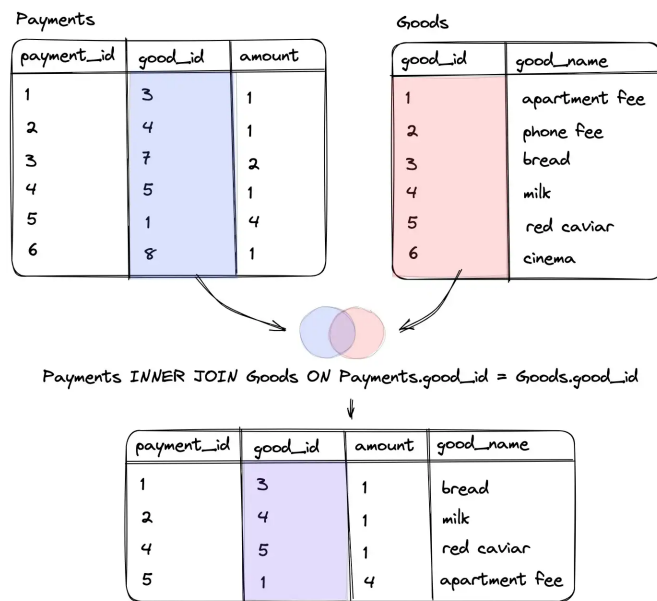 Payments
payment_id good_id amount
1 3 1
2 4 1
3 7 2
4 5 1
5 1 4
6 8 1
Goods
good_id good_name
1 apartment fee
2 phone fee
3 bread
4 milk
5 red caviar
6 cinema
Payments INNER JOIN Goods ON Payments.good_id = Goods.good_id
payment_id good_id amount good_name
1 3 1 bread
2 4 1 milk
4 5 1 red caviar
5 1 4 apartment fee